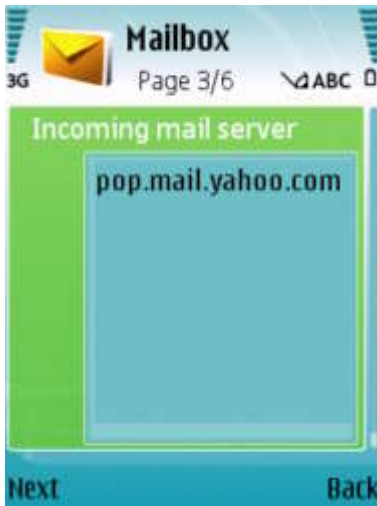 Mailbox
3G Page 3/6 ABC
Incoming mail server
pop.mail.yahoo.com
Next Back